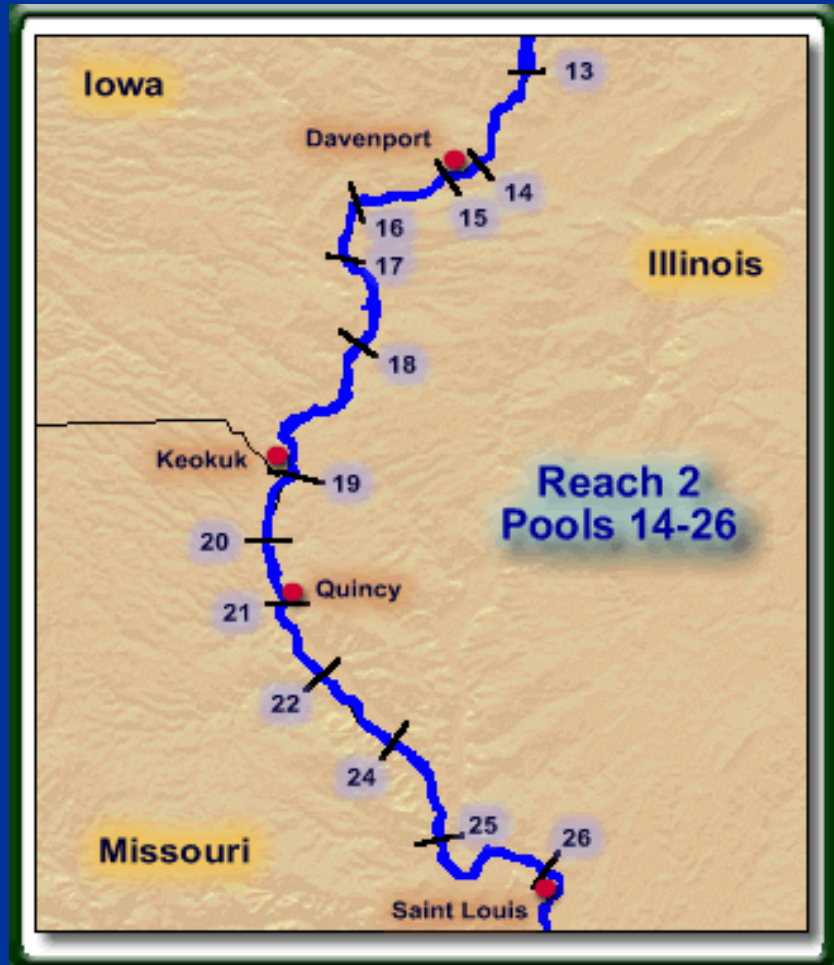 Iowa
13
Davenport
14
15
16
17
Illinois
18
Keokuk
19
Reach 2
Pools 14-26
20
Quincy
21
22
24
25
26
Missouri
Saint Louis